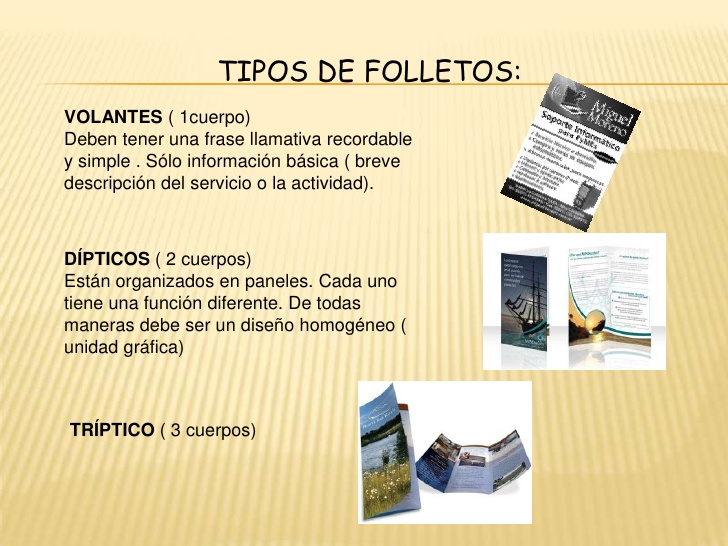 TIPOS DE FOLLETOS:
VOLANTES ( 1cuerpo)
Deben tener una frase llamativa recordable
y simple . Sólo información básica ( breve
descripción del servicio o la actividad).
Miguel
Moreno
Soporte Informático
para PyMEs
DÍPTICOS ( 2 cuerpos)
Están organizados en paneles. Cada uno
tiene una función diferente. De todas
maneras debe ser un diseño homogéneo (
unidad gráfica)
TRÍPTICO ( 3 cuerpos)